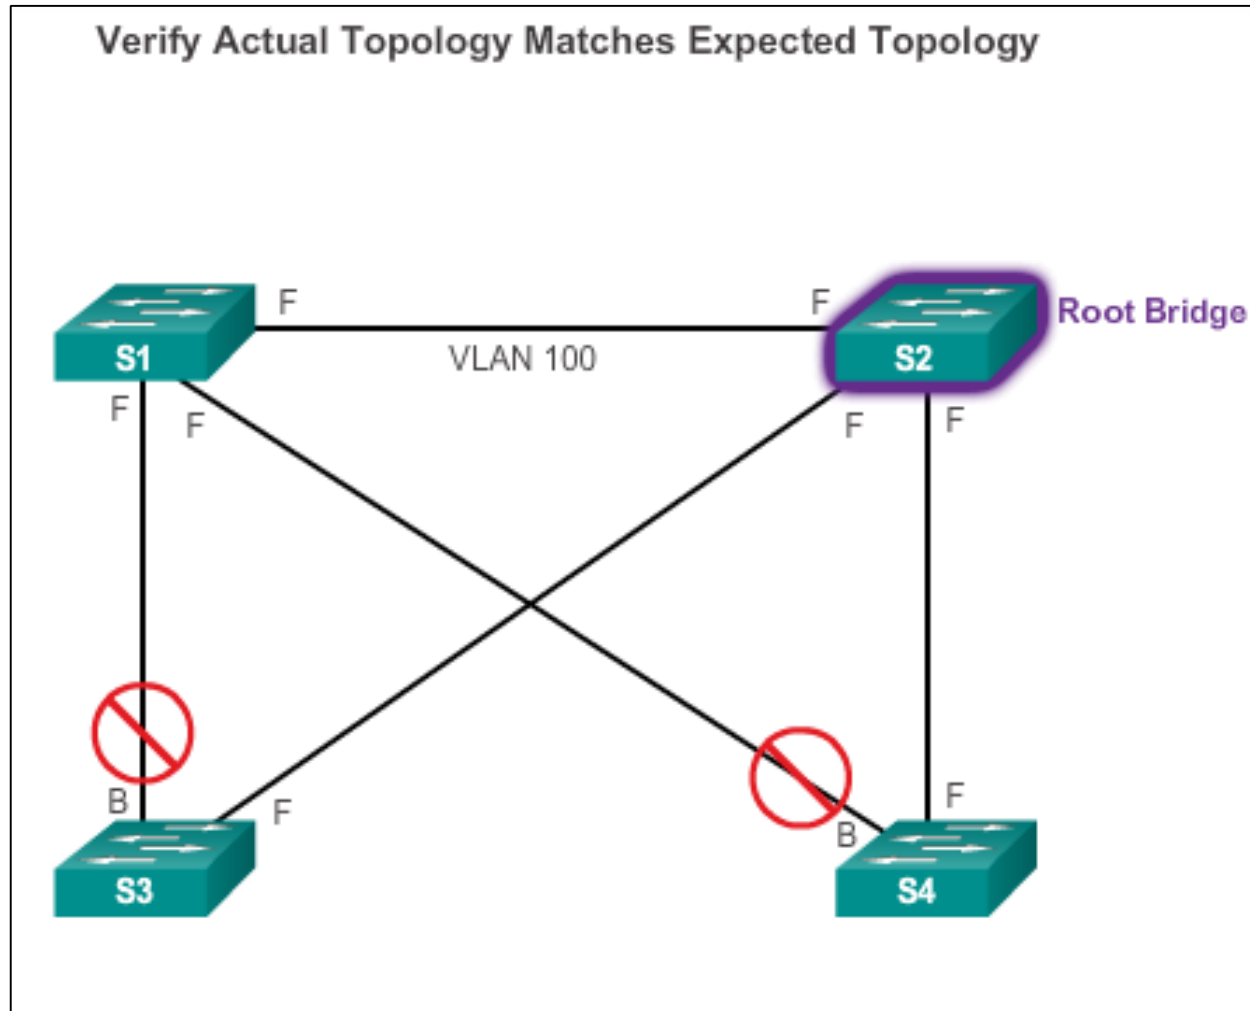 Verify Actual Topology Matches Expected Topology
F
F
Root Bridge
S1
VLAN 100
S2
F
F
F
F
B
F
F
B
S3
S4